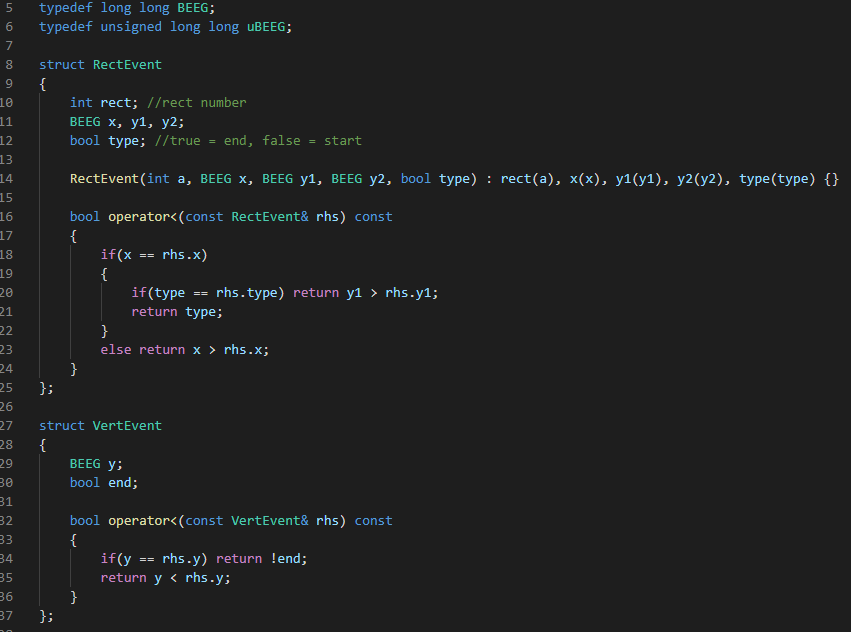 5 typedef long long BEEG;
6 typedef unsigned long long uBEEG;
7
8 struct RectEvent
9 {
10     int rect; //rect number
11     BEEG x, y1, y2;
12     bool type; //true = end, false = start
13
14     RectEvent(int a, BEEG x, BEEG y1, BEEG y2, bool type) : rect(a), x(x), y1(y1), y2(y2), type(type) {}
15
16     bool operator<(const RectEvent& rhs) const
17     {
18         if(x == rhs.x)
19         {
20             if(type == rhs.type) return y1 > rhs.y1;
21             return type;
22         }
23         else return x > rhs.x;
24     }
25 };
26
27 struct VertEvent
28 {
29     BEEG y;
30     bool end;
31
32     bool operator<(const VertEvent& rhs) const
33     {
34         if(y == rhs.y) return !end;
35         return y < rhs.y;
36     }
37 };